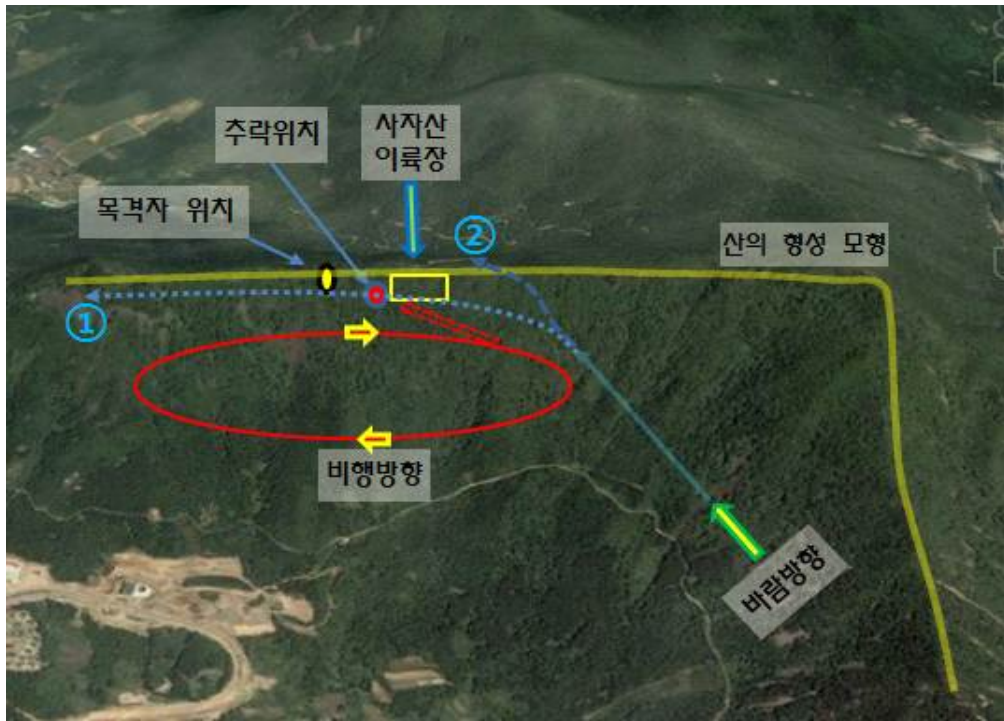 추락위치
사자산
이륙장
목격자 위치
②
산의 형성 모형
①
비행방향
바람방향